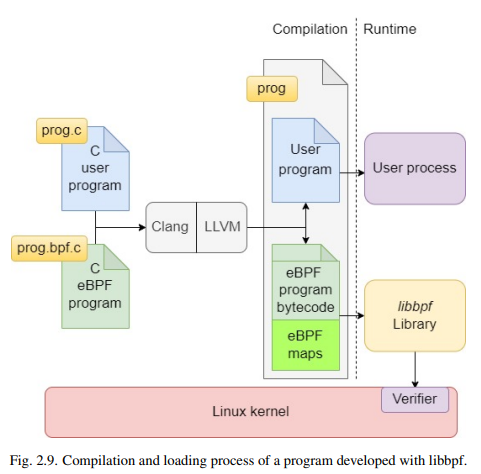 Compilation
Runtime
prog
prog.c
C
user
program
User
program
User process
Clang
LLVM
prog.bpf.c
C
eBPF
program
eBPF
program
bytecode
eBPF
maps
libbpf
Library
Verifier
Linux kernel
Fig. 2.9. Compilation and loading process of a program developed with libbpf.